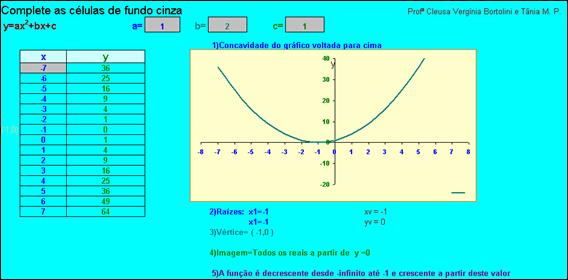 Complete as células de fundo cinza
Profª Cleusa Verginia Bortolini e Tânia M. P.
y=ax²+bx+c a= 1 b= 2 c= 1
1)Concavidade do gráfico voltada para cima
x y
-7 36
-6 25
-5 16
-4 9
-3 4
-2 1
-1 0
0 1
1 4
2 9
3 16
4 25
5 36
6 49
7 64
y
40
30
20
10
0
-10
-20
-8 -7 -6 -5 -4 -3 -2 -1 0 1 2 3 4 5 6 7 8
2)Raízes: x1=-1 xv = -1
x1=-1 yv = 0
3)Vértice= ( -1,0 )
4)Imagem=Todos os reais a partir de y =0
5)A função é decrescente desde -infinito até -1 e crescente a partir deste valor